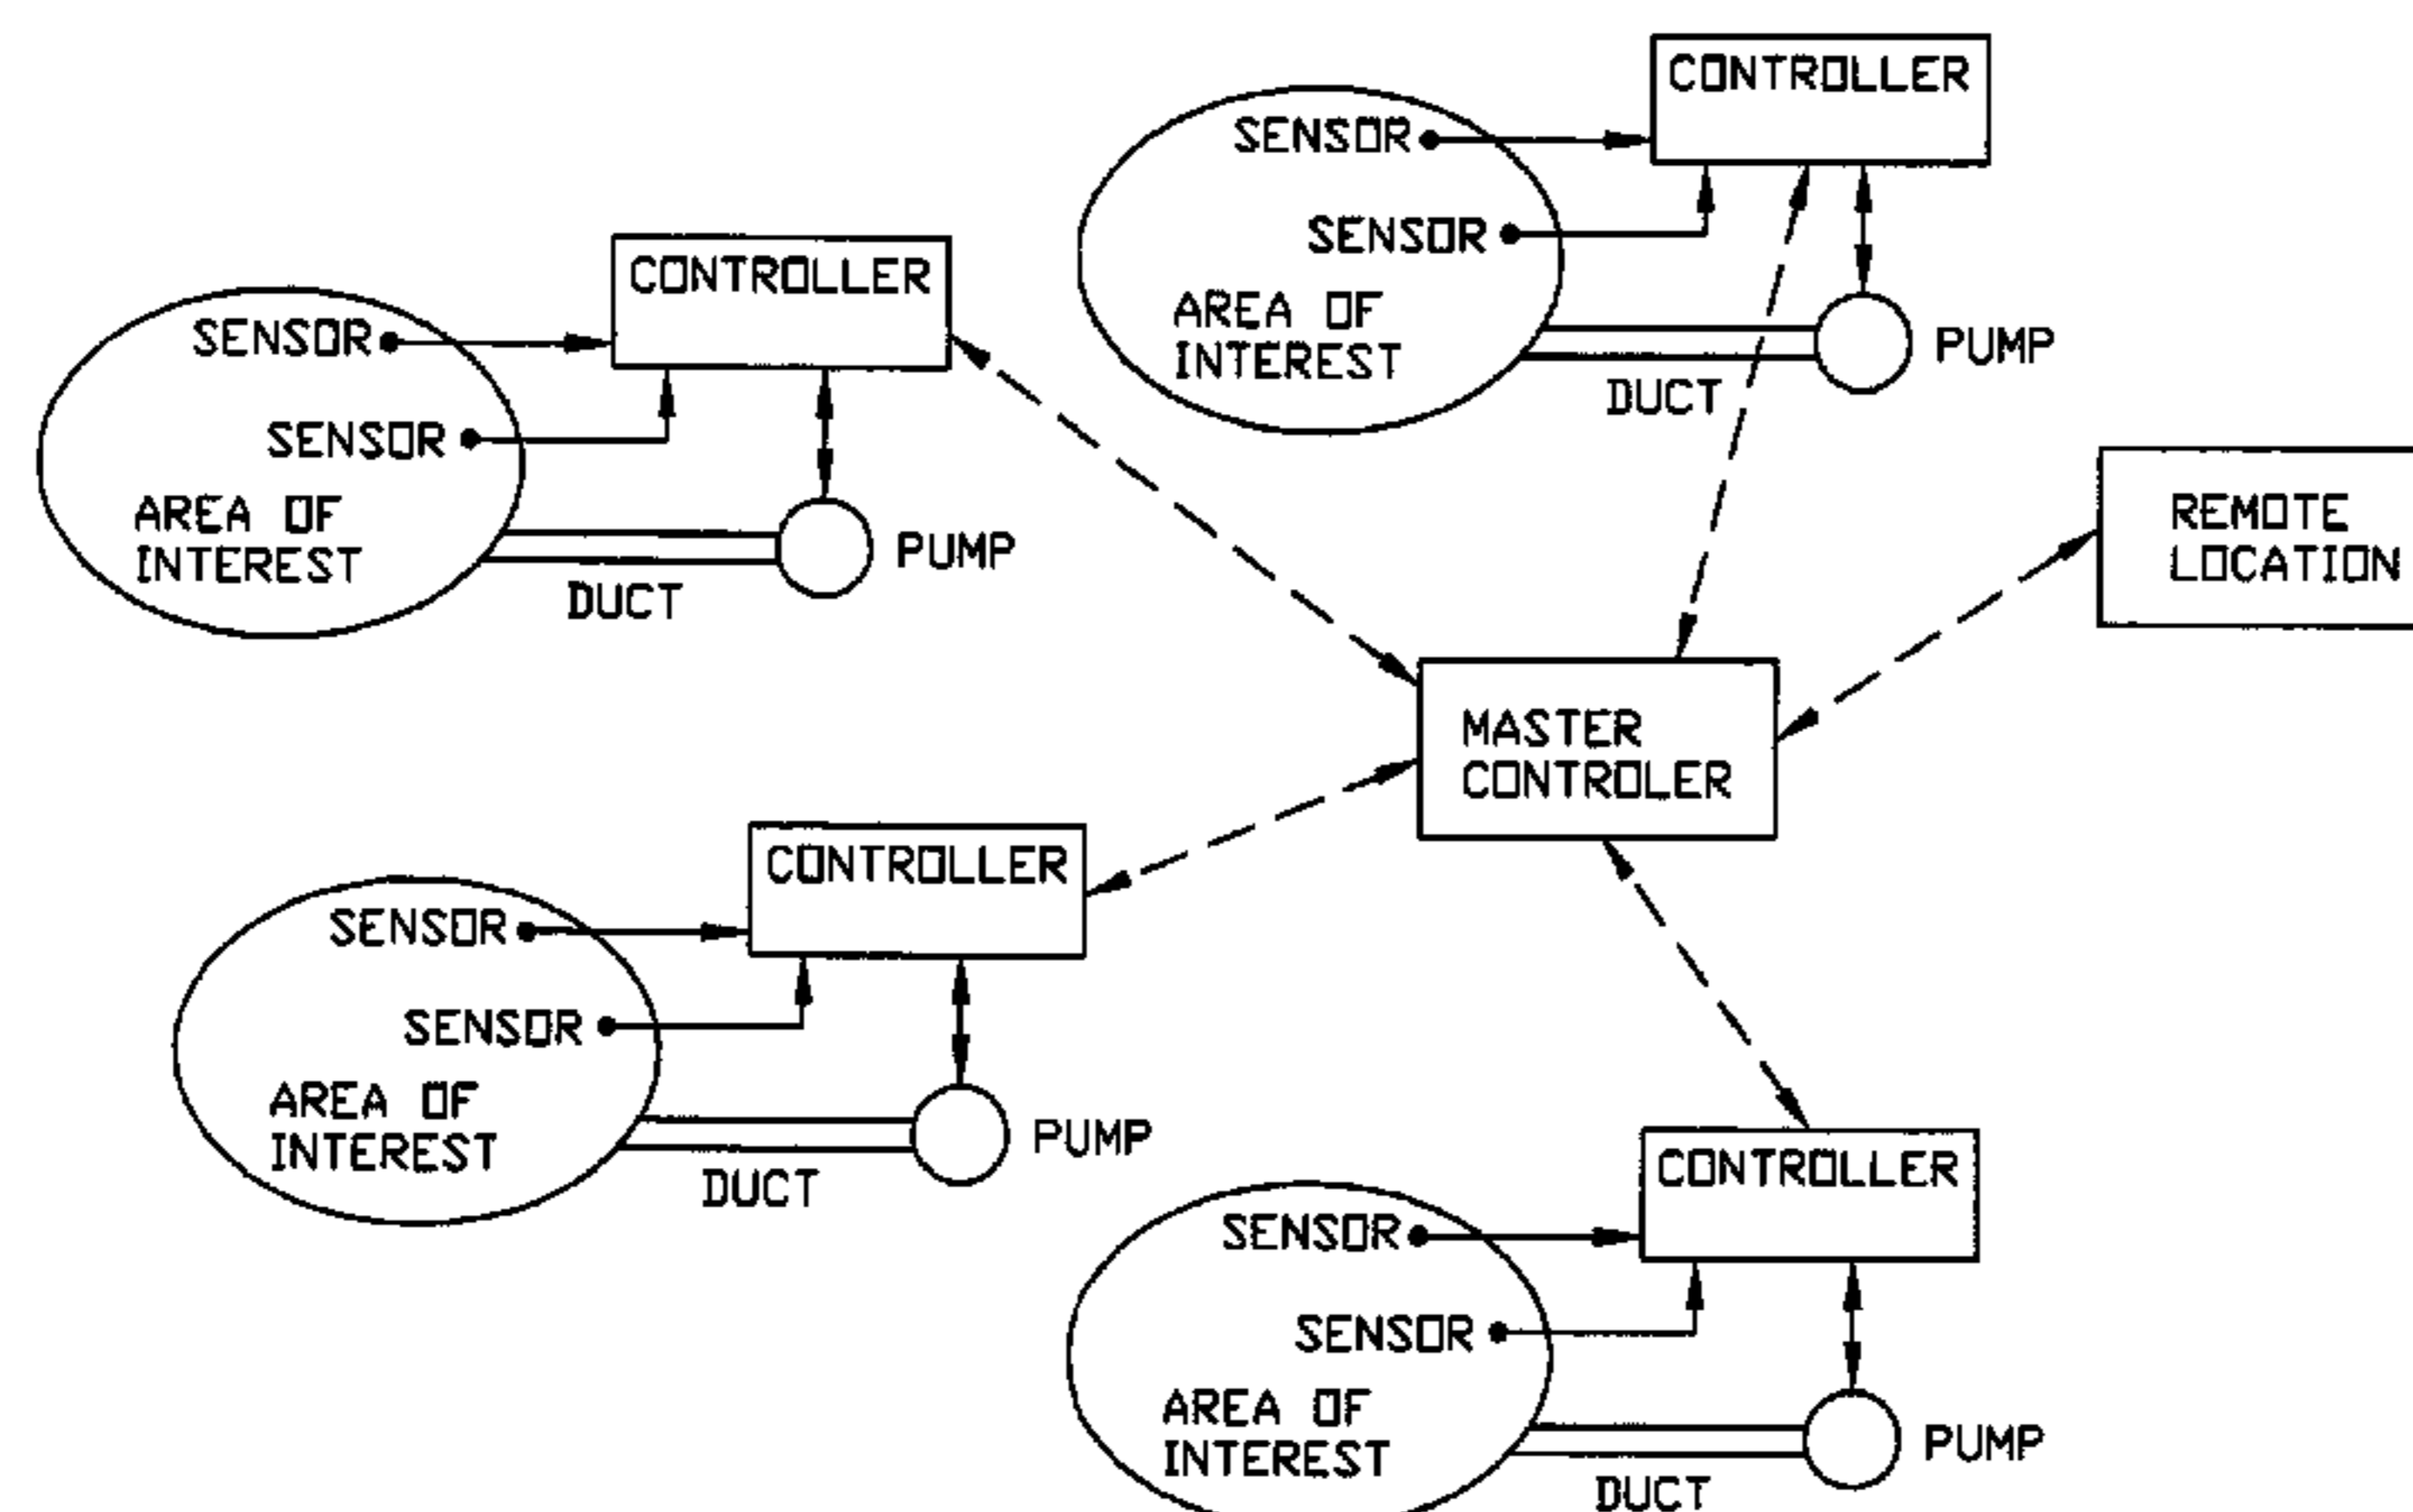 CONTROLLER
SENSOR
SENSOR
AREA OF
INTEREST
PUMP
DUCT
CONTROLLER
SENSOR
SENSOR
AREA OF
INTEREST
PUMP
DUCT
REMOTE
LOCATION
MASTER
CONTROLER
CONTROLLER
SENSOR
SENSOR
AREA OF
INTEREST
PUMP
DUCT
CONTROLLER
SENSOR
SENSOR
AREA OF
INTEREST
PUMP
DUCT